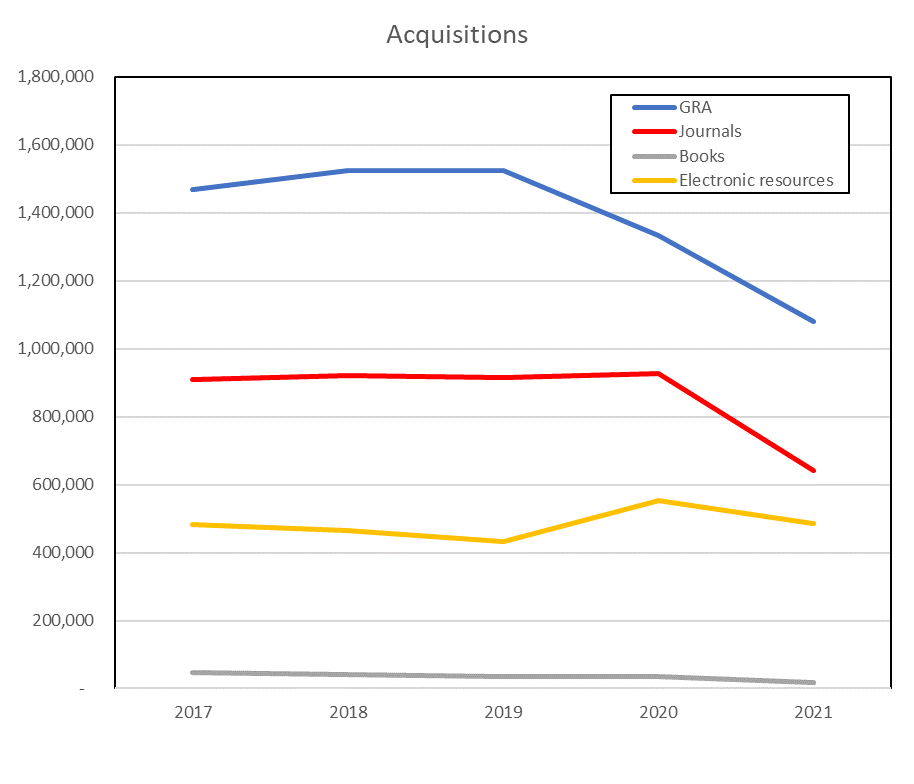 Acquisitions
1,800,000
1,600,000
1,400,000
1,200,000
1,000,000
800,000
600,000
400,000
200,000
-
GRA
Journals
Books
Electronic resources
2017 2018 2019 2020 2021